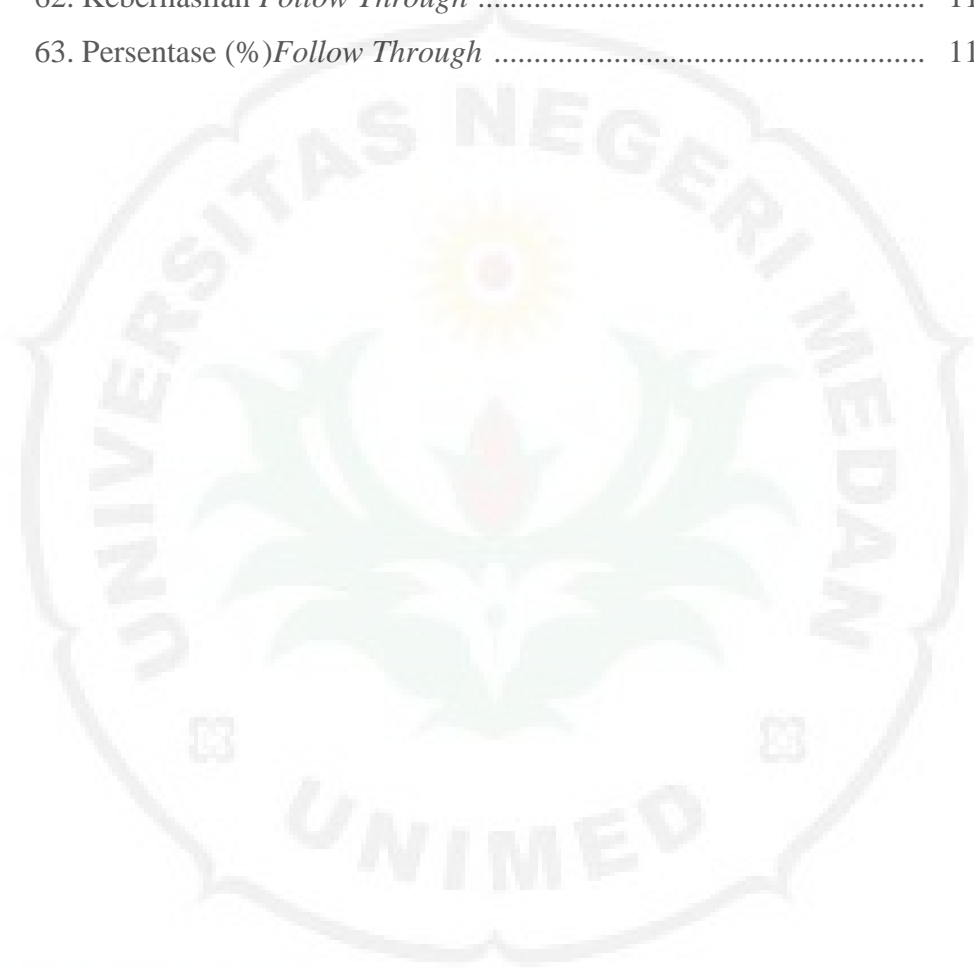 62. Keberhasilan Follow Through ........................................................ 11
63. Persentase (%)Follow Through ...................................................... 11
UNIVERSITAS NEGERI MEDAN
UNIMED